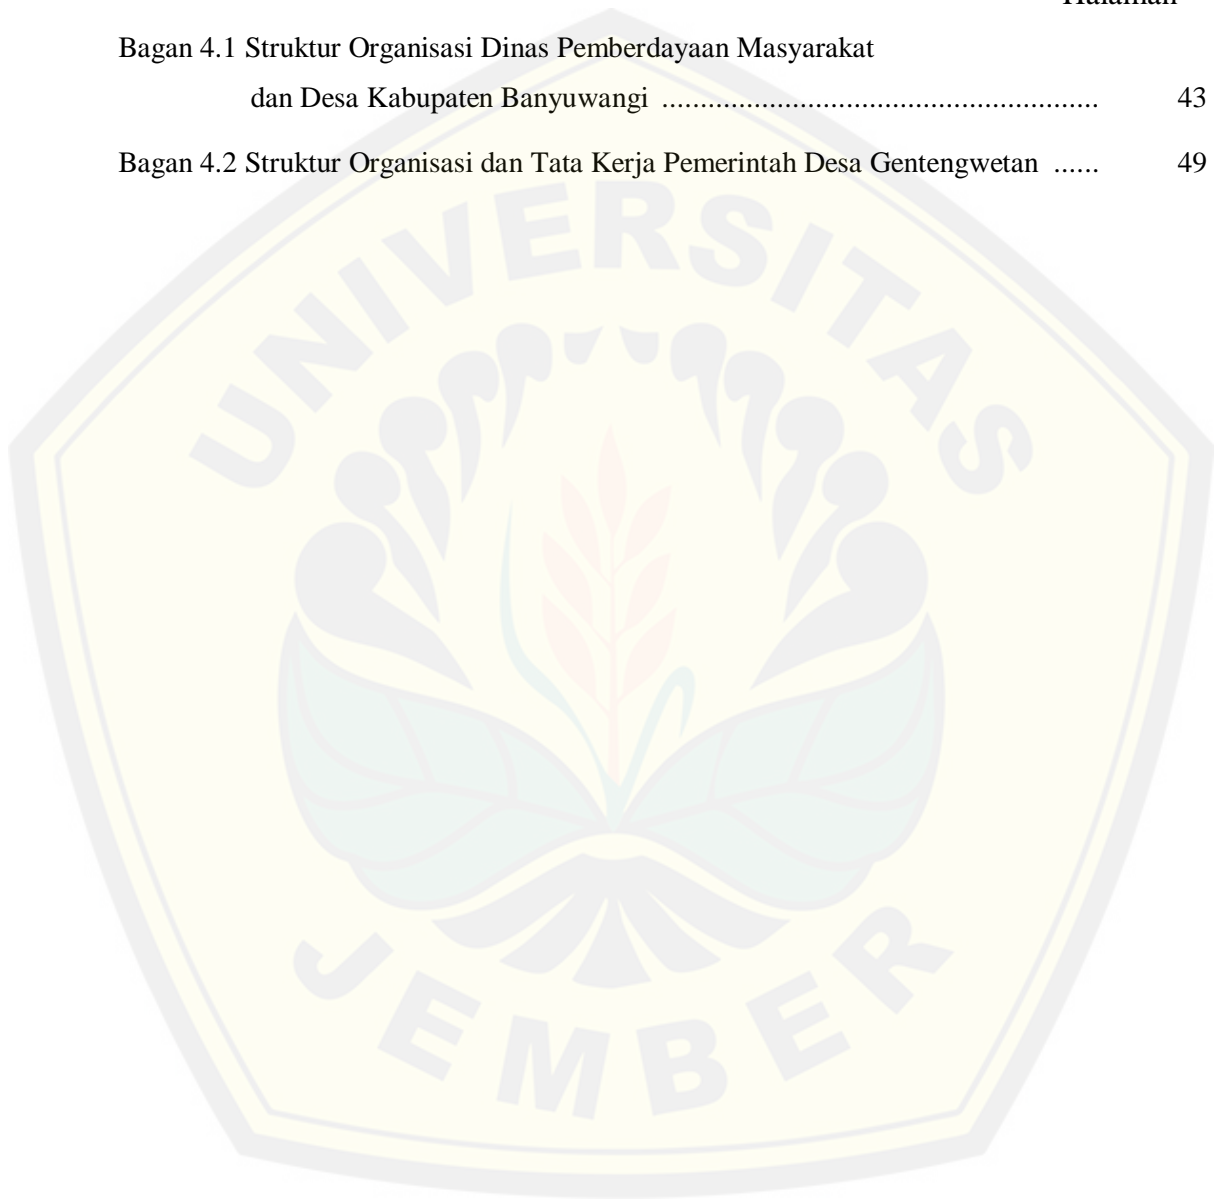 Halaman
Bagan 4.1 Struktur Organisasi Dinas Pemberdayaan Masyarakat
dan Desa Kabupaten Banyuwangi ........................................................ 43
Bagan 4.2 Struktur Organisasi dan Tata Kerja Pemerintah Desa Gentengwetan ...... 49
UNIVERSITAS
JEMBER